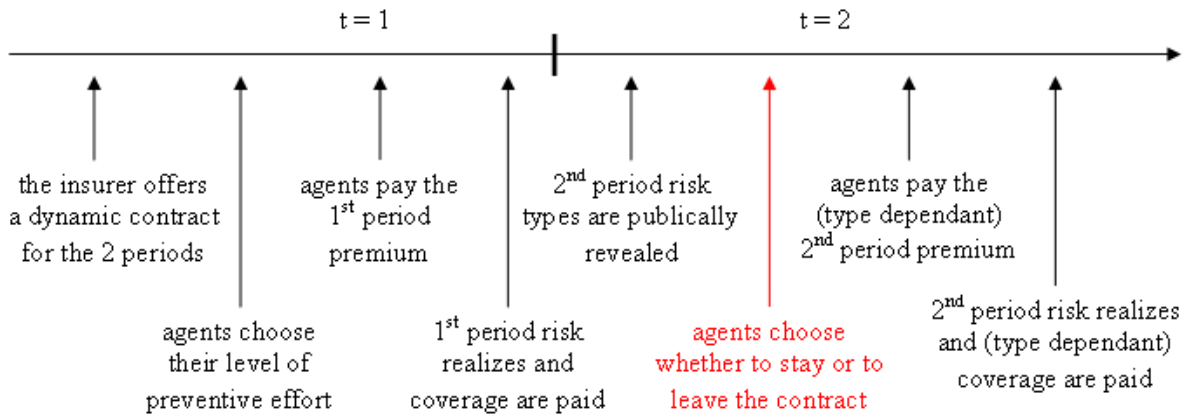 t = 1
t = 2
the insurer offers
a dynamic contract
for the 2 periods
agents choose
their level of
preventive effort
agents pay the
1st period
premium
1st period risk
realizes and
coverage are paid
2nd period risk
types are publically
revealed
agents choose
whether to stay or to
leave the contract
agents pay the
(type dependant)
2nd period premium
2nd period risk realizes
and (type dependant)
coverage are paid